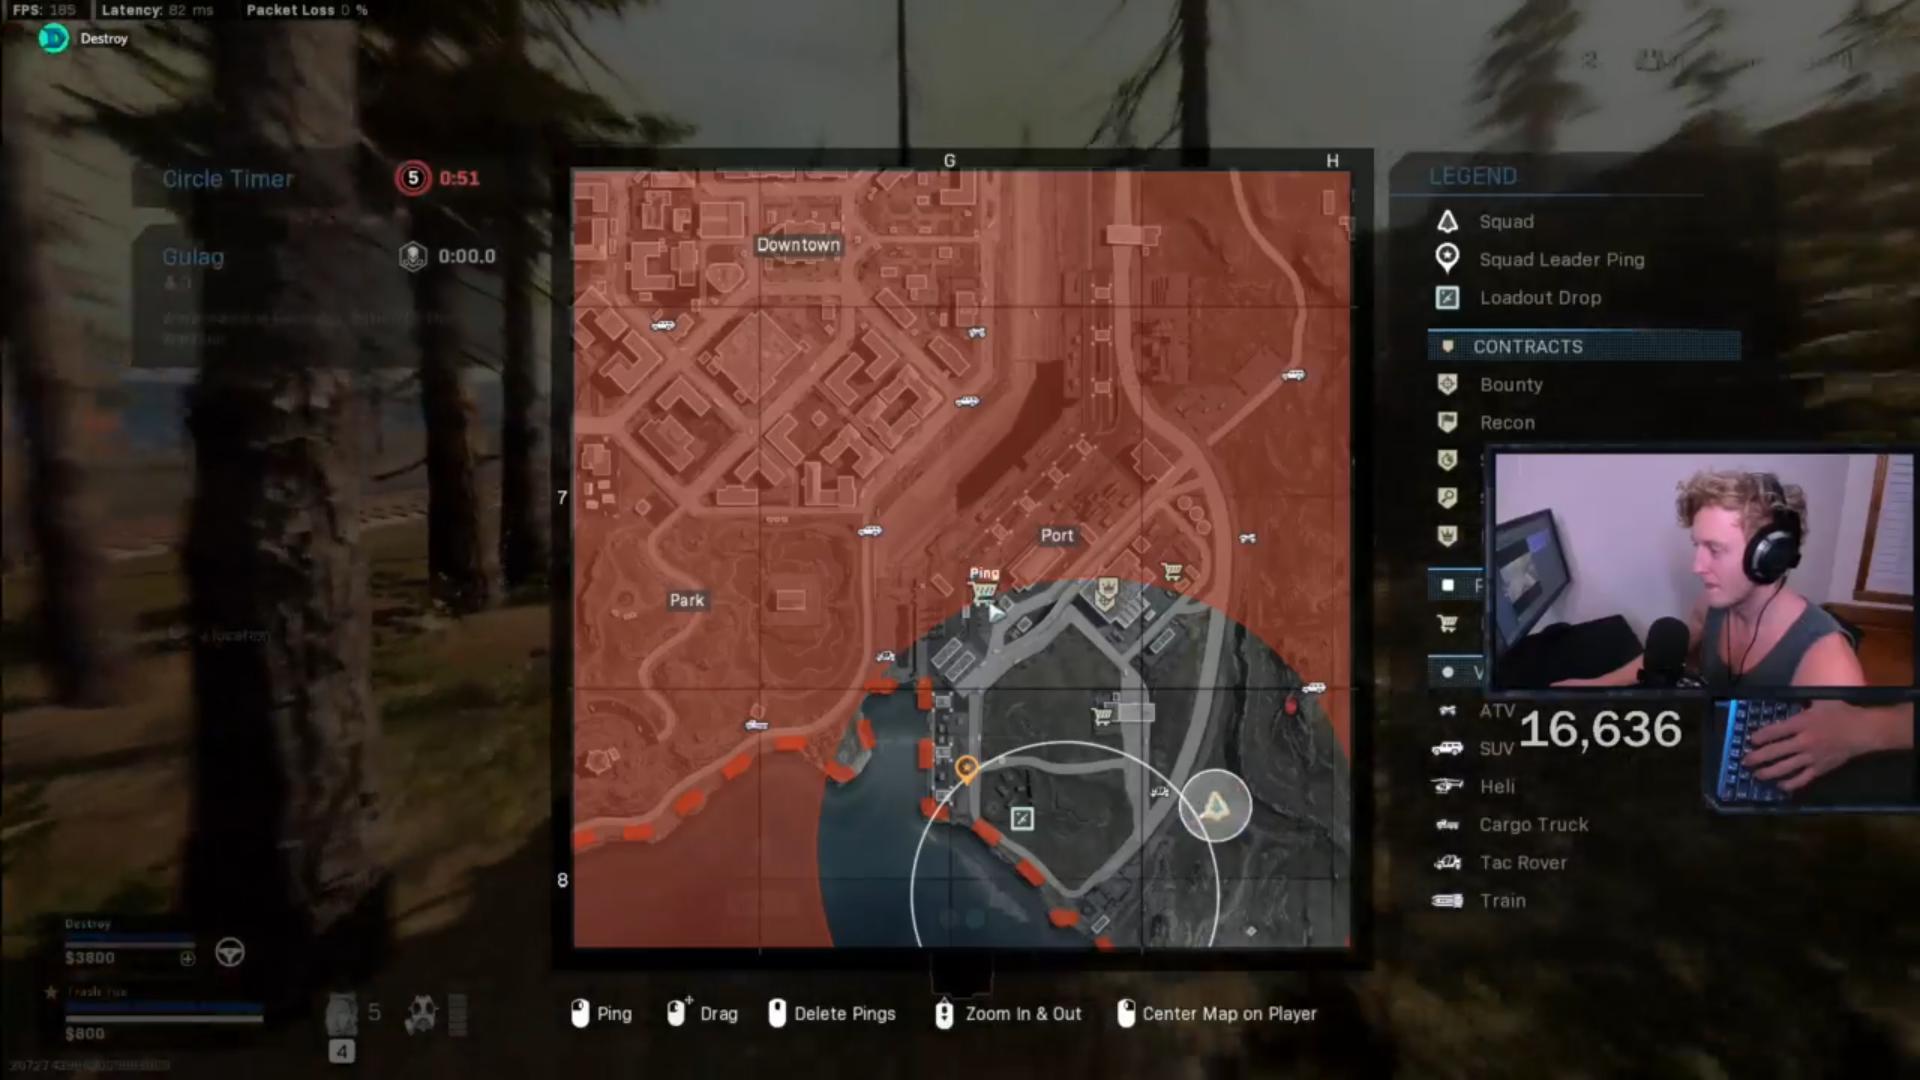 FPS: 185 Latency: 82 ms Packet Loss 0 %
Destroy
Circle Timer 5 0:51
Gulag 0:00.0
G
H
7
8
Downtown
Park
Port
Ping
LEGEND
Squad
Squad Leader Ping
Loadout Drop
CONTRACTS
Bounty
Recon
ATV
SUV
Heli
Cargo Truck
Tac Rover
Train
16,636
Destroy
$3800
$800
5
4
Ping
Drag
Delete Pings
Zoom In & Out
Center Map on Player